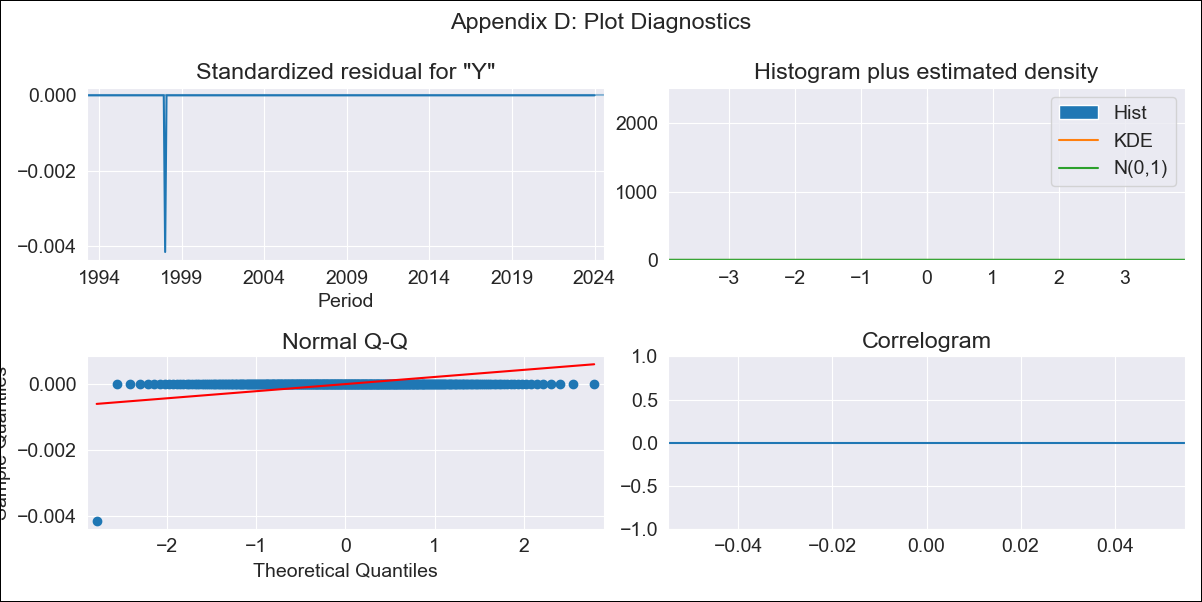 Appendix D: Plot Diagnostics
Standardized residual for "Y"
0.000
−0.002
−0.004
1994 1999 2004 2009 2014 2019 2024
Period
Histogram plus estimated density
2000
1000
0
Hist
KDE
N(0,1)
−3 −2 −1 0 1 2 3
Normal Q-Q
0.000
−0.002
−0.004
−2 −1 0 1 2
Theoretical Quantiles
Correlogram
1.0
0.5
0.0
−0.5
−1.0
−0.04 −0.02 0.00 0.02 0.04